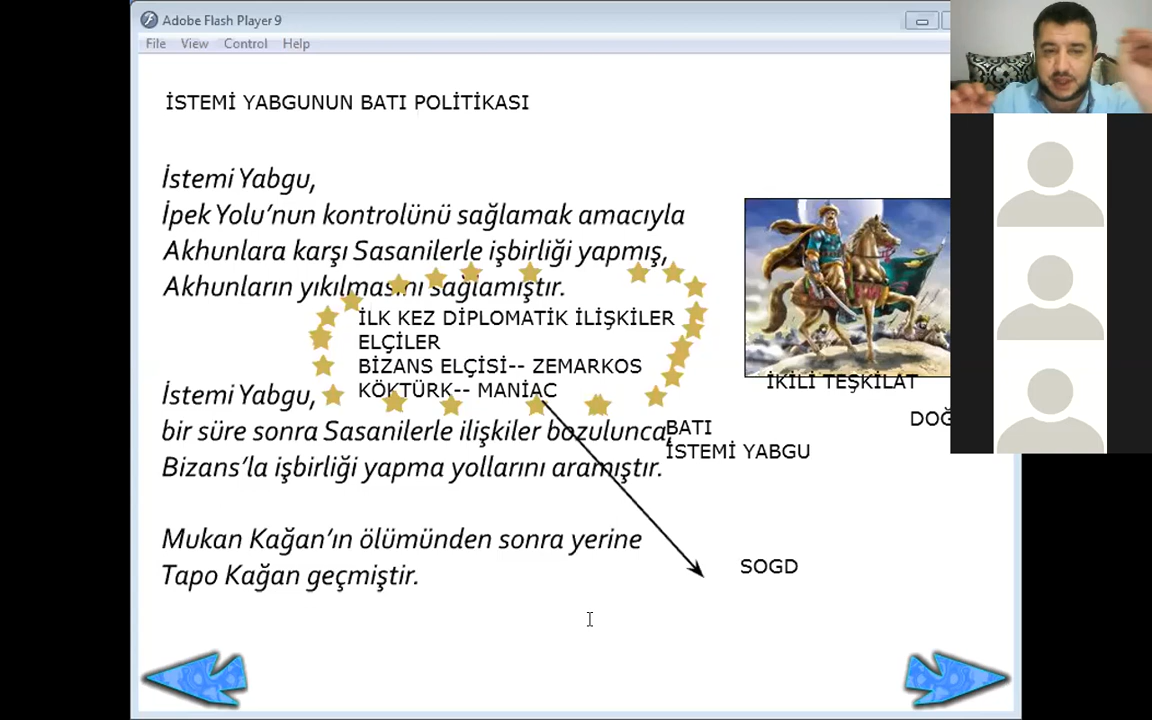 Adobe Flash Player 9
File View Control Help
İSTEMİ YABGUNUN BATI POLİTİKASI
İstemi Yabgu,
İpek Yolu’nun kontrolünü sağlamak amacıyla
Akhunlara karşı Sasanilerle işbirliği yapmış,
Akhunların yıkılmasını sağlamıştır.
İLK KEZ DİPLOMATİK İLİŞKİLER
ELÇİLER
BİZANS ELÇİSİ-- ZEMARKOS
KÖKTÜRK-- MANİAC
İKİLİ TEŞKİLAT
DOĞ
BATI
İSTEMİ YABGU
İstemi Yabgu,
bir süre sonra Sasanilerle ilişkiler bozulunca,
Bizans’la işbirliği yapma yollarını aramıştır.
Mukan Kağan’ın ölümünden sonra yerine
Tapo Kağan geçmiştir.
SOGD